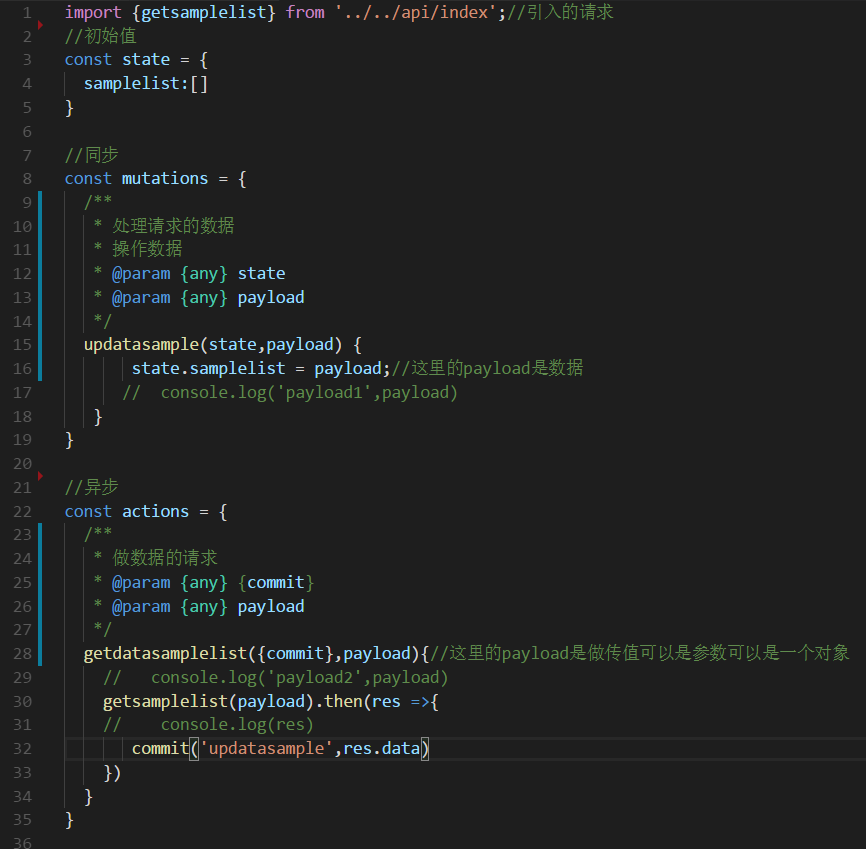 1 import {getsamplelist} from '../../api/index';//引入的请求
2 //初始值
3 const state = {
4 samplelist:[]
5 }
6
7 //同步
8 const mutations = {
9 /**
10 * 处理请求的数据
11 * 操作数据
12 * @param {any} state
13 * @param {any} payload
14 */
15 updatasample(state,payload) {
16 state.samplelist = payload;//这里的payload是数据
17 // console.log('payload1',payload)
18 }
19 }
20
21 //异步
22 const actions = {
23 /**
24 * 做数据的请求
25 * @param {any} {commit}
26 * @param {any} payload
27 */
28 getdatasamplelist({commit},payload){//这里的payload是做传值可以是参数可以是一个对象
29 // console.log('payload2',payload)
30 getsamplelist(payload).then(res =>{
31 // console.log(res)
32 commit('updatasample',res.data)
33 })
34 }
35 }
36